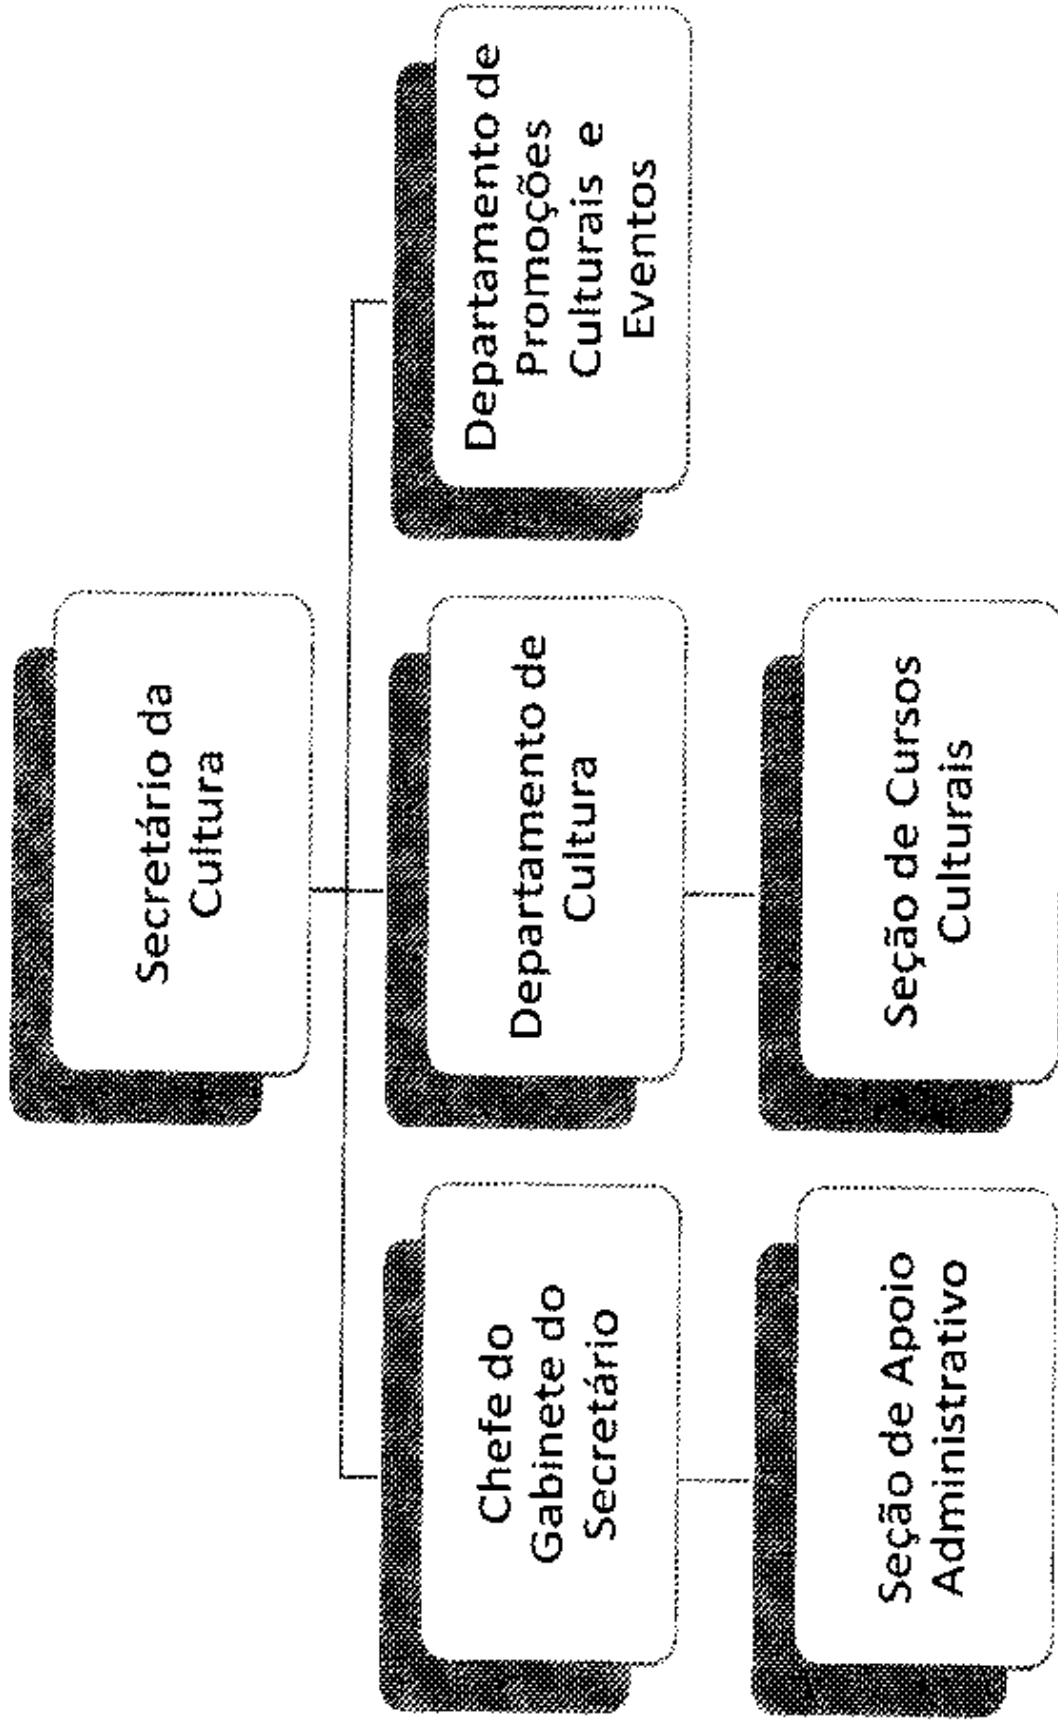 Secretário da
Cultura
Chefe do
Gabinete do
Secretário
Departamento de
Cultura
Departamento de
Promoções
Culturais e
Eventos
Seção de Apoio
Administrativo
Seção de Cursos
Culturais